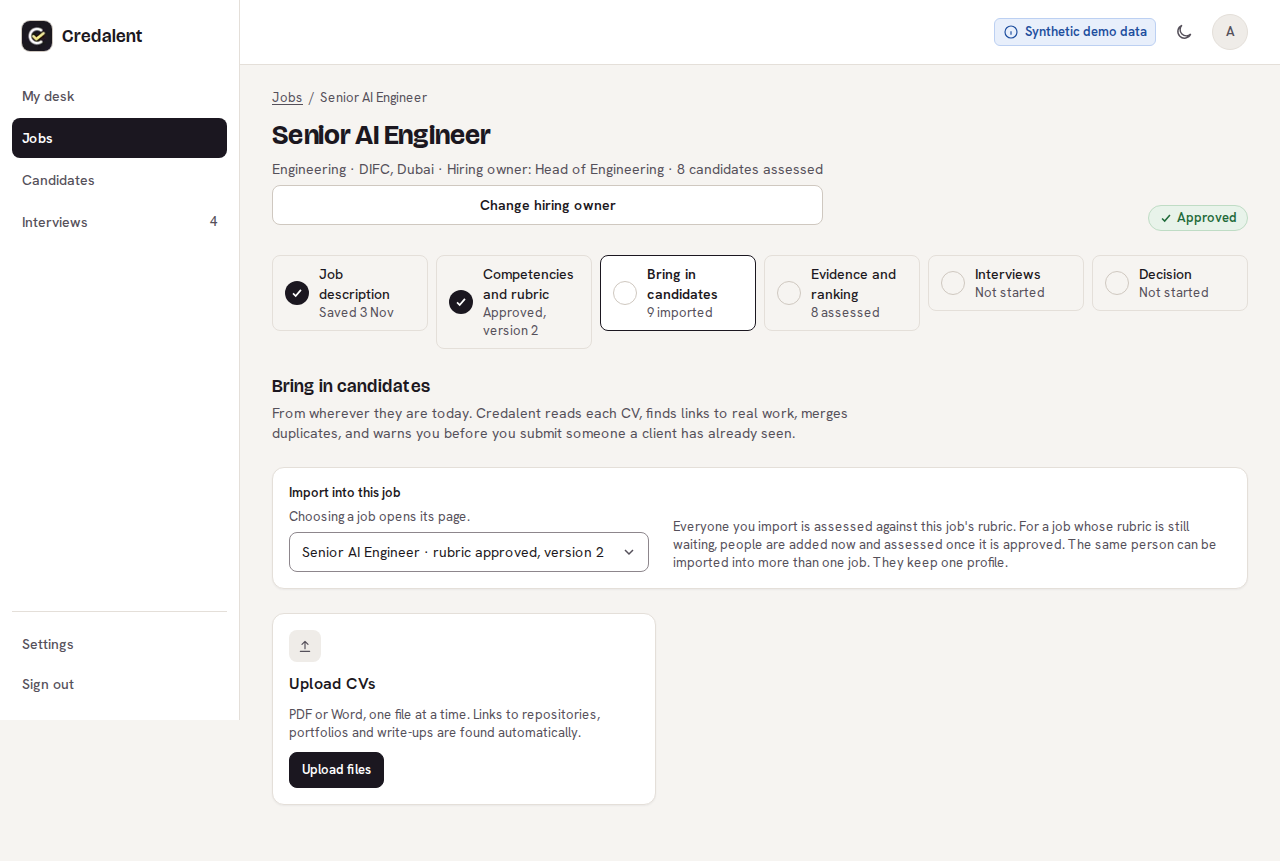 Credalent
My desk
Jobs
Candidates
Interviews 4
Settings
Sign out
Synthetic demo data
A
Jobs / Senior AI Engineer
Senior AI Engineer
Engineering · DIFC, Dubai · Hiring owner: Head of Engineering · 8 candidates assessed
Change hiring owner
Approved
Job
description
Saved 3 Nov
Competencies
and rubric
Approved,
version 2
Bring in
candidates
9 imported
Evidence and
ranking
8 assessed
Interviews
Not started
Decision
Not started
Bring in candidates
From wherever they are today. Credalent reads each CV, finds links to real work, merges
duplicates, and warns you before you submit someone a client has already seen.
Import into this job
Choosing a job opens its page.
Senior AI Engineer · rubric approved, version 2
Everyone you import is assessed against this job's rubric. For a job whose rubric is still
waiting, people are added now and assessed once it is approved. The same person can be
imported into more than one job. They keep one profile.
Upload CVs
PDF or Word, one file at a time. Links to repositories,
portfolios and write-ups are found automatically.
Upload files